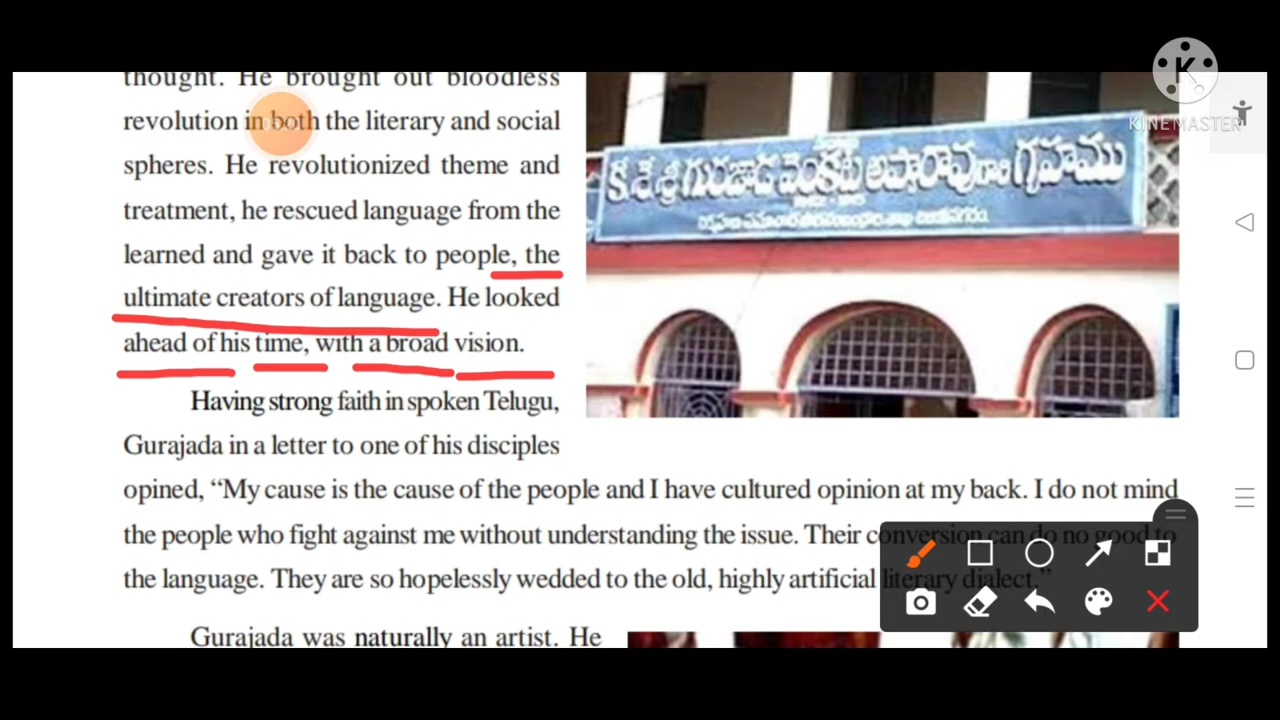 thought. He brought out bloodless
revolution in both the literary and social
spheres. He revolutionized theme and
treatment, he rescued language from the
learned and gave it back to people, the
ultimate creators of language. He looked
ahead of his time, with a broad vision.
Having strong faith in spoken Telugu,
Gurajada in a letter to one of his disciples
opined, “My cause is the cause of the people and I have cultured opinion at my back. I do not mind
the people who fight against me without understanding the issue. Their conversion can do no good to
the language. They are so hopelessly wedded to the old, highly artificial literary dialect.”
Gurajada was naturally an artist. He
క.శే.శ్రీ గురజాడ వెంకట అప్పారావుగారి గృహము
K
KINEMASTER